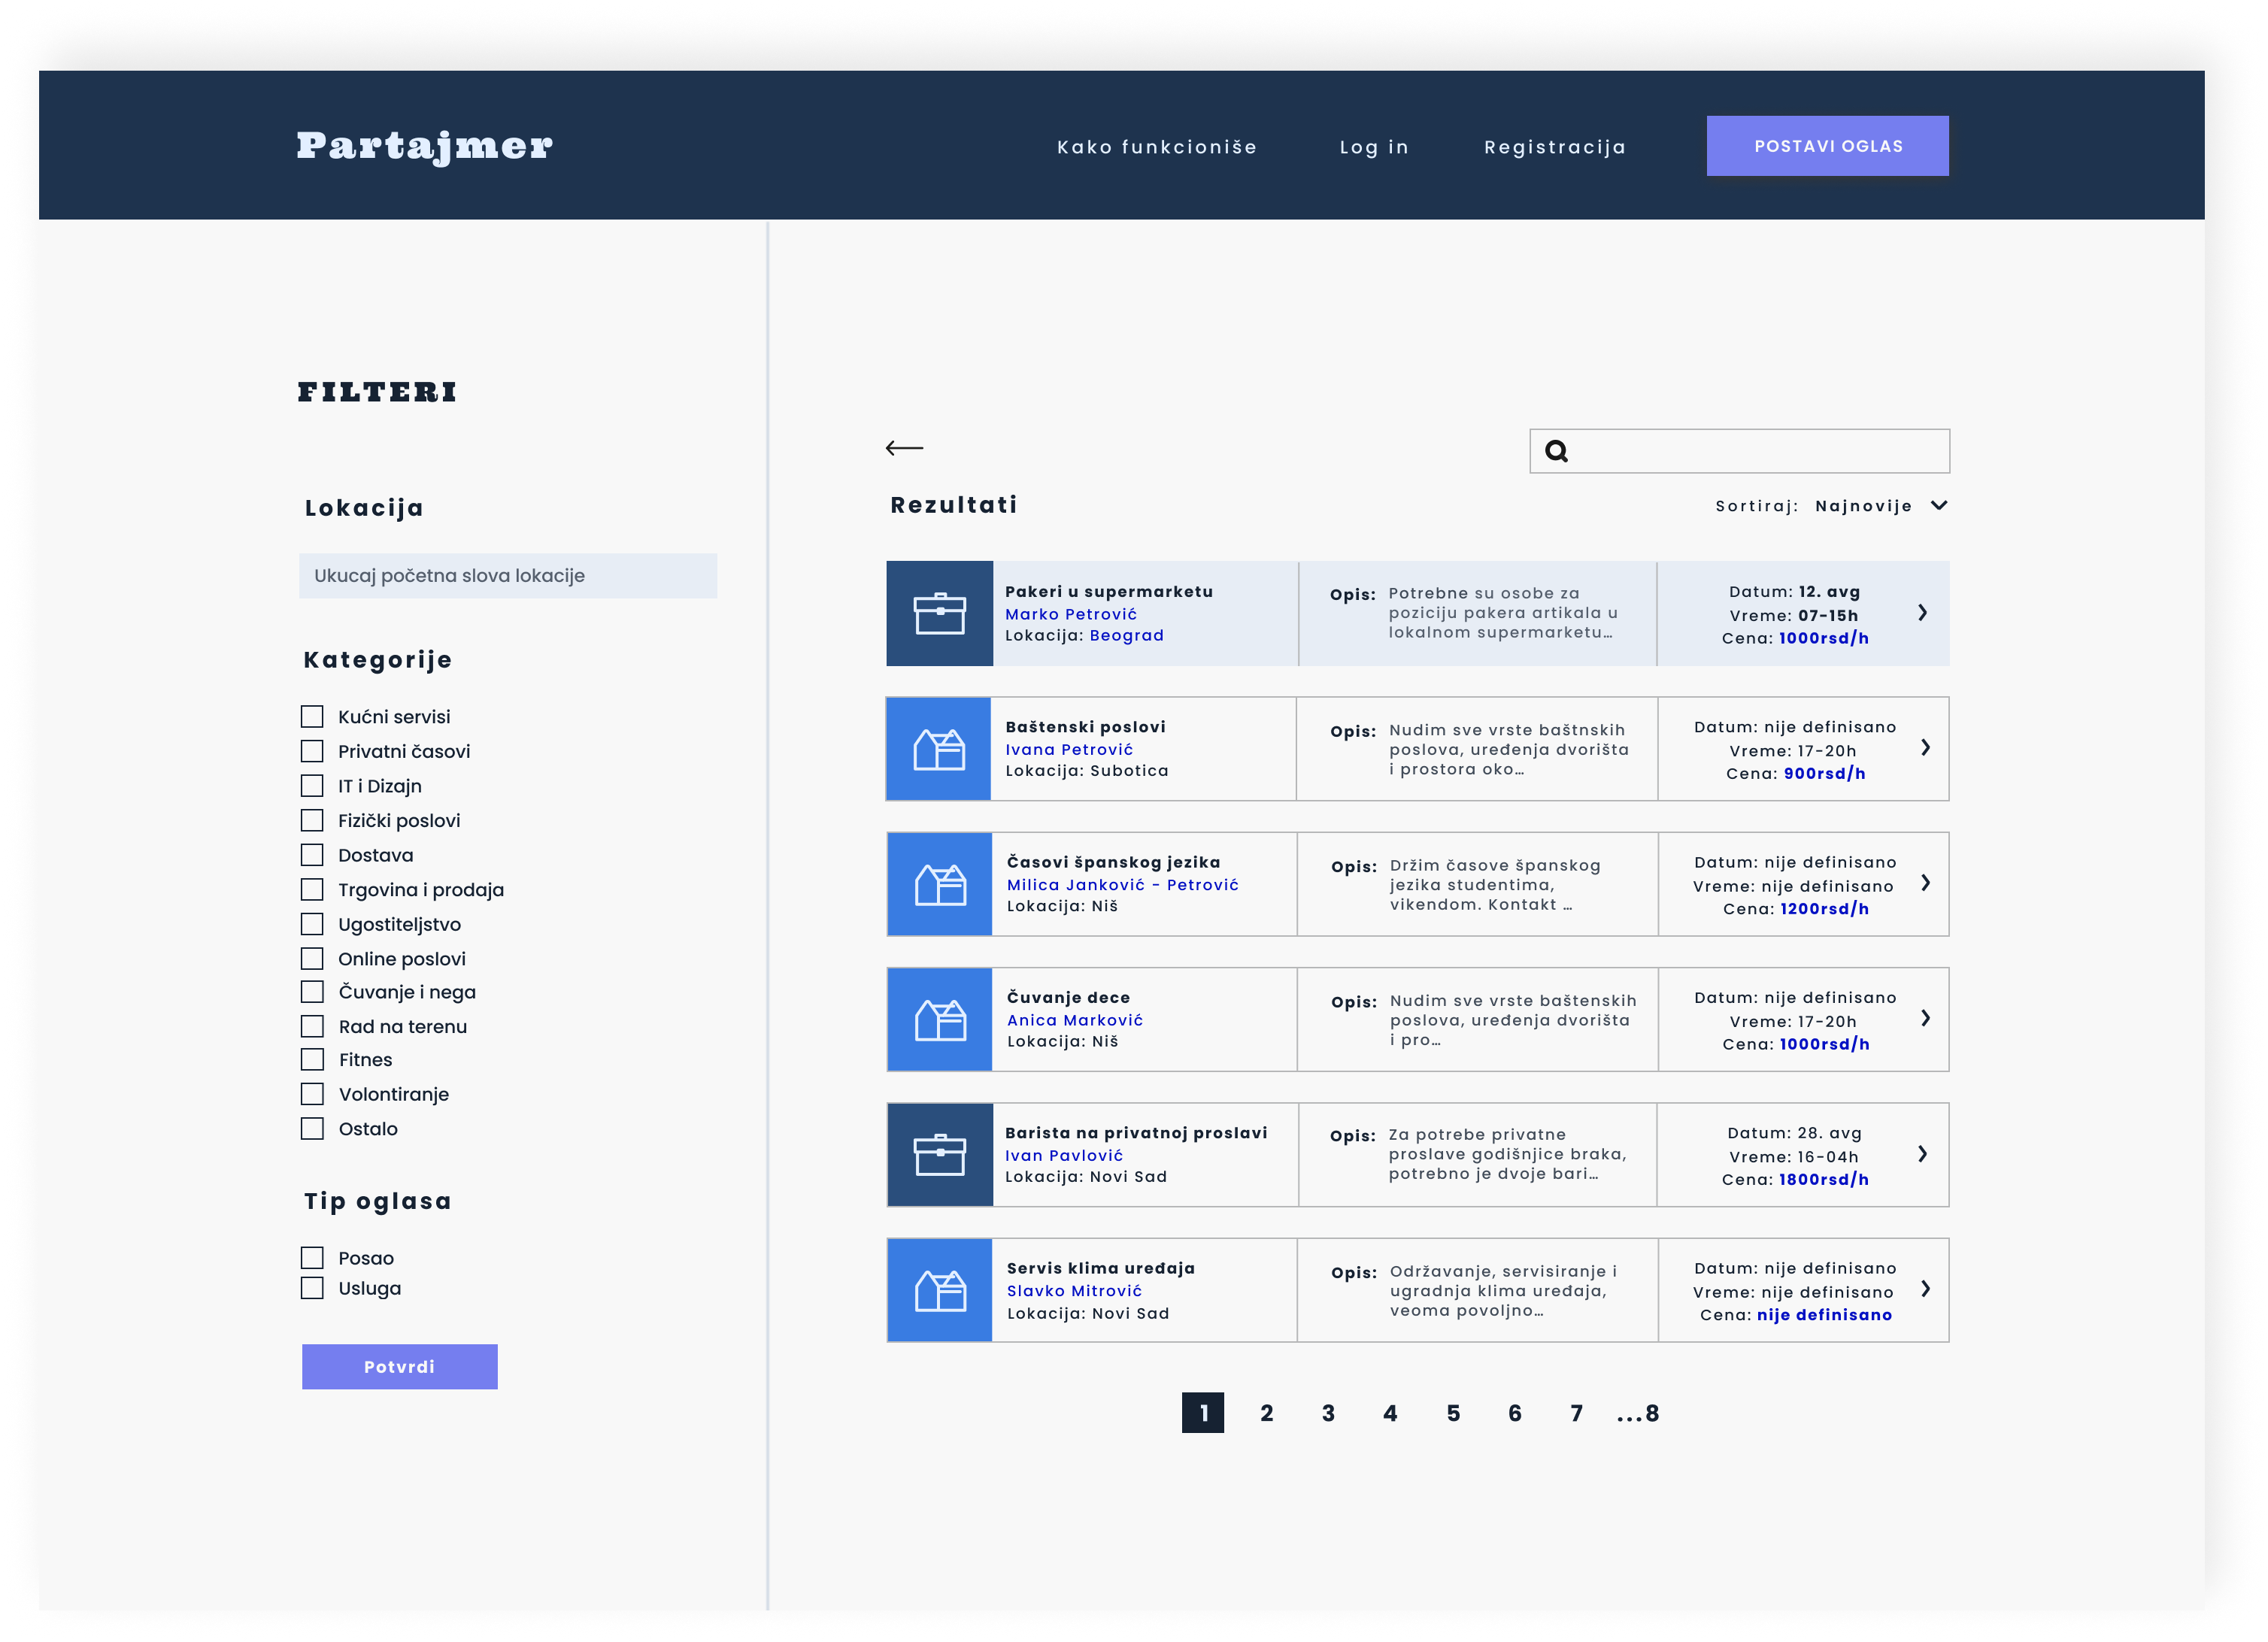 Partajmer
Kako funkcioniše
Log in
Registracija
POSTAVI OGLAS
FILTERI
Lokacija
Ukucaj početna slova lokacije
Kategorije
Kućni servisi
Privatni časovi
IT i Dizajn
Fizički poslovi
Dostava
Trgovina i prodaja
Ugostiteljstvo
Online poslovi
Čuvanje i nega
Rad na terenu
Fitnes
Volontiranje
Ostalo
Tip oglasa
Posao
Usluga
Potvrdi
Rezultati
Sortiraj: Najnovije
Pakeri u supermarketu
Marko Petrović
Lokacija: Beograd
Opis: Potrebne su osobe za
poziciju pakera artikala u
lokalnom supermarketu...
Datum: 12. avg
Vreme: 07-15h
Cena: 1000rsd/h
Baštenski poslovi
Ivana Petrović
Lokacija: Subotica
Opis: Nudim sve vrste baštnskih
poslova, uređenja dvorišta
i prostora oko...
Datum: nije definisano
Vreme: 17-20h
Cena: 900rsd/h
Časovi španskog jezika
Milica Janković - Petrović
Lokacija: Niš
Opis: Držim časove španskog
jezika studentima,
vikendom. Kontakt ...
Datum: nije definisano
Vreme: nije definisano
Cena: 1200rsd/h
Čuvanje dece
Anica Marković
Lokacija: Niš
Opis: Nudim sve vrste baštenskih
poslova, uređenja dvorišta
i pro...
Datum: nije definisano
Vreme: 17-20h
Cena: 1000rsd/h
Barista na privatnoj proslavi
Ivan Pavlović
Lokacija: Novi Sad
Opis: Za potrebe privatne
proslave godišnjice braka,
potrebno je dvoje bari...
Datum: 28. avg
Vreme: 16-04h
Cena: 1800rsd/h
Servis klima uređaja
Slavko Mitrović
Lokacija: Novi Sad
Opis: Održavanje, servisiranje i
ugradnja klima uređaja,
veoma povoljno...
Datum: nije definisano
Vreme: nije definisano
Cena: nije definisano
1 2 3 4 5 6 7 ...8